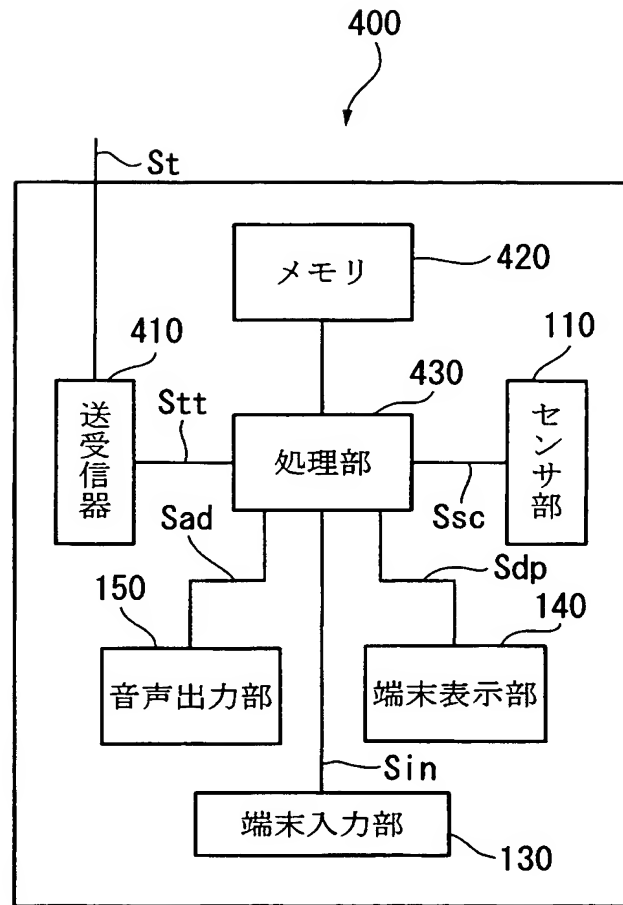 400
St
メモリ
420
410
送受信器
Stt
430
処理部
110
センサ部
Ssc
Sad
Sdp
150
音声出力部
140
端末表示部
Sin
端末入力部
130